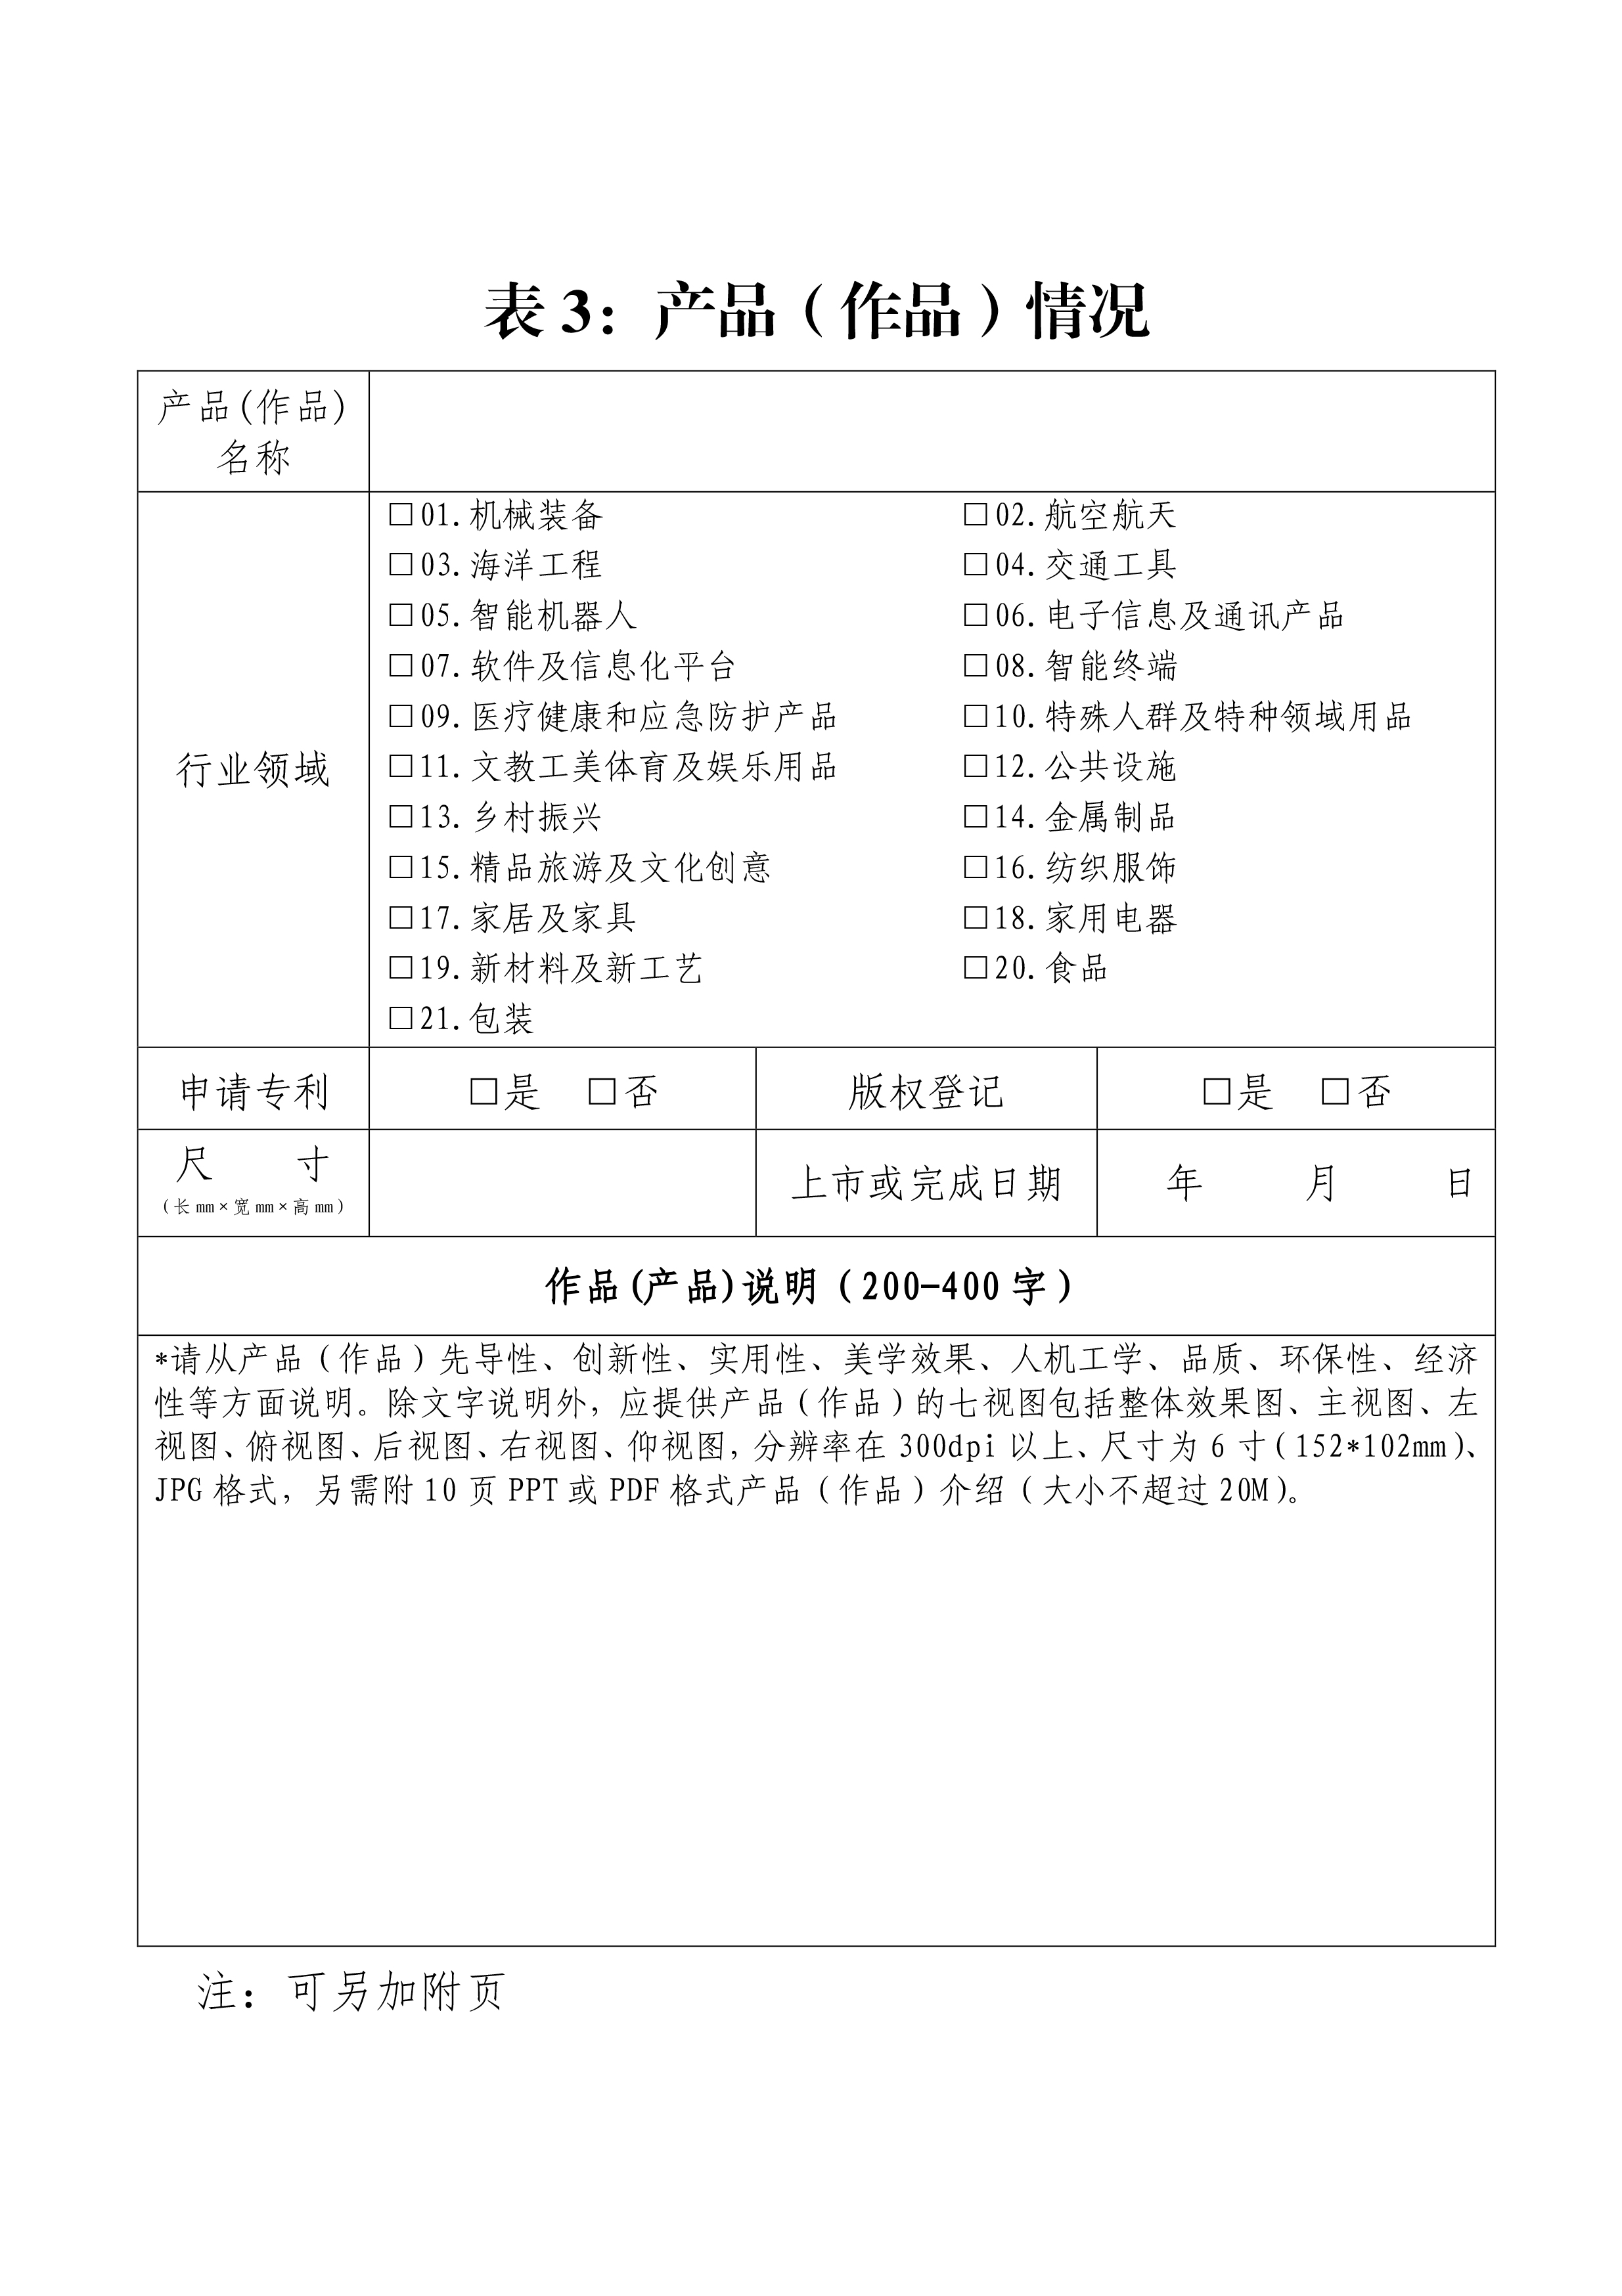 表 3：产品（作品）情况
产品(作品)
名称
行业领域
□01.机械装备 □02.航空航天
□03.海洋工程 □04.交通工具
□05.智能机器人 □06.电子信息及通讯产品
□07.软件及信息化平台 □08.智能终端
□09.医疗健康和应急防护产品 □10.特殊人群及特种领域用品
□11.文教工美体育及娱乐用品 □12.公共设施
□13.乡村振兴 □14.金属制品
□15.精品旅游及文化创意 □16.纺织服饰
□17.家居及家具 □18.家用电器
□19.新材料及新工艺 □20.食品
□21.包装
申请专利 □是 □否 版权登记 □是 □否
尺 寸
（长 mm×宽 mm×高 mm）
上市或完成日期 年 月 日
作品(产品)说明（200-400 字）
*请从产品（作品）先导性、创新性、实用性、美学效果、人机工学、品质、环保性、经济
性等方面说明。除文字说明外，应提供产品（作品）的七视图包括整体效果图、主视图、左
视图、俯视图、后视图、右视图、仰视图，分辨率在 300dpi 以上、尺寸为 6 寸（152*102mm）、
JPG 格式，另需附 10 页 PPT 或 PDF 格式产品（作品）介绍（大小不超过 20M）。
注：可另加附页